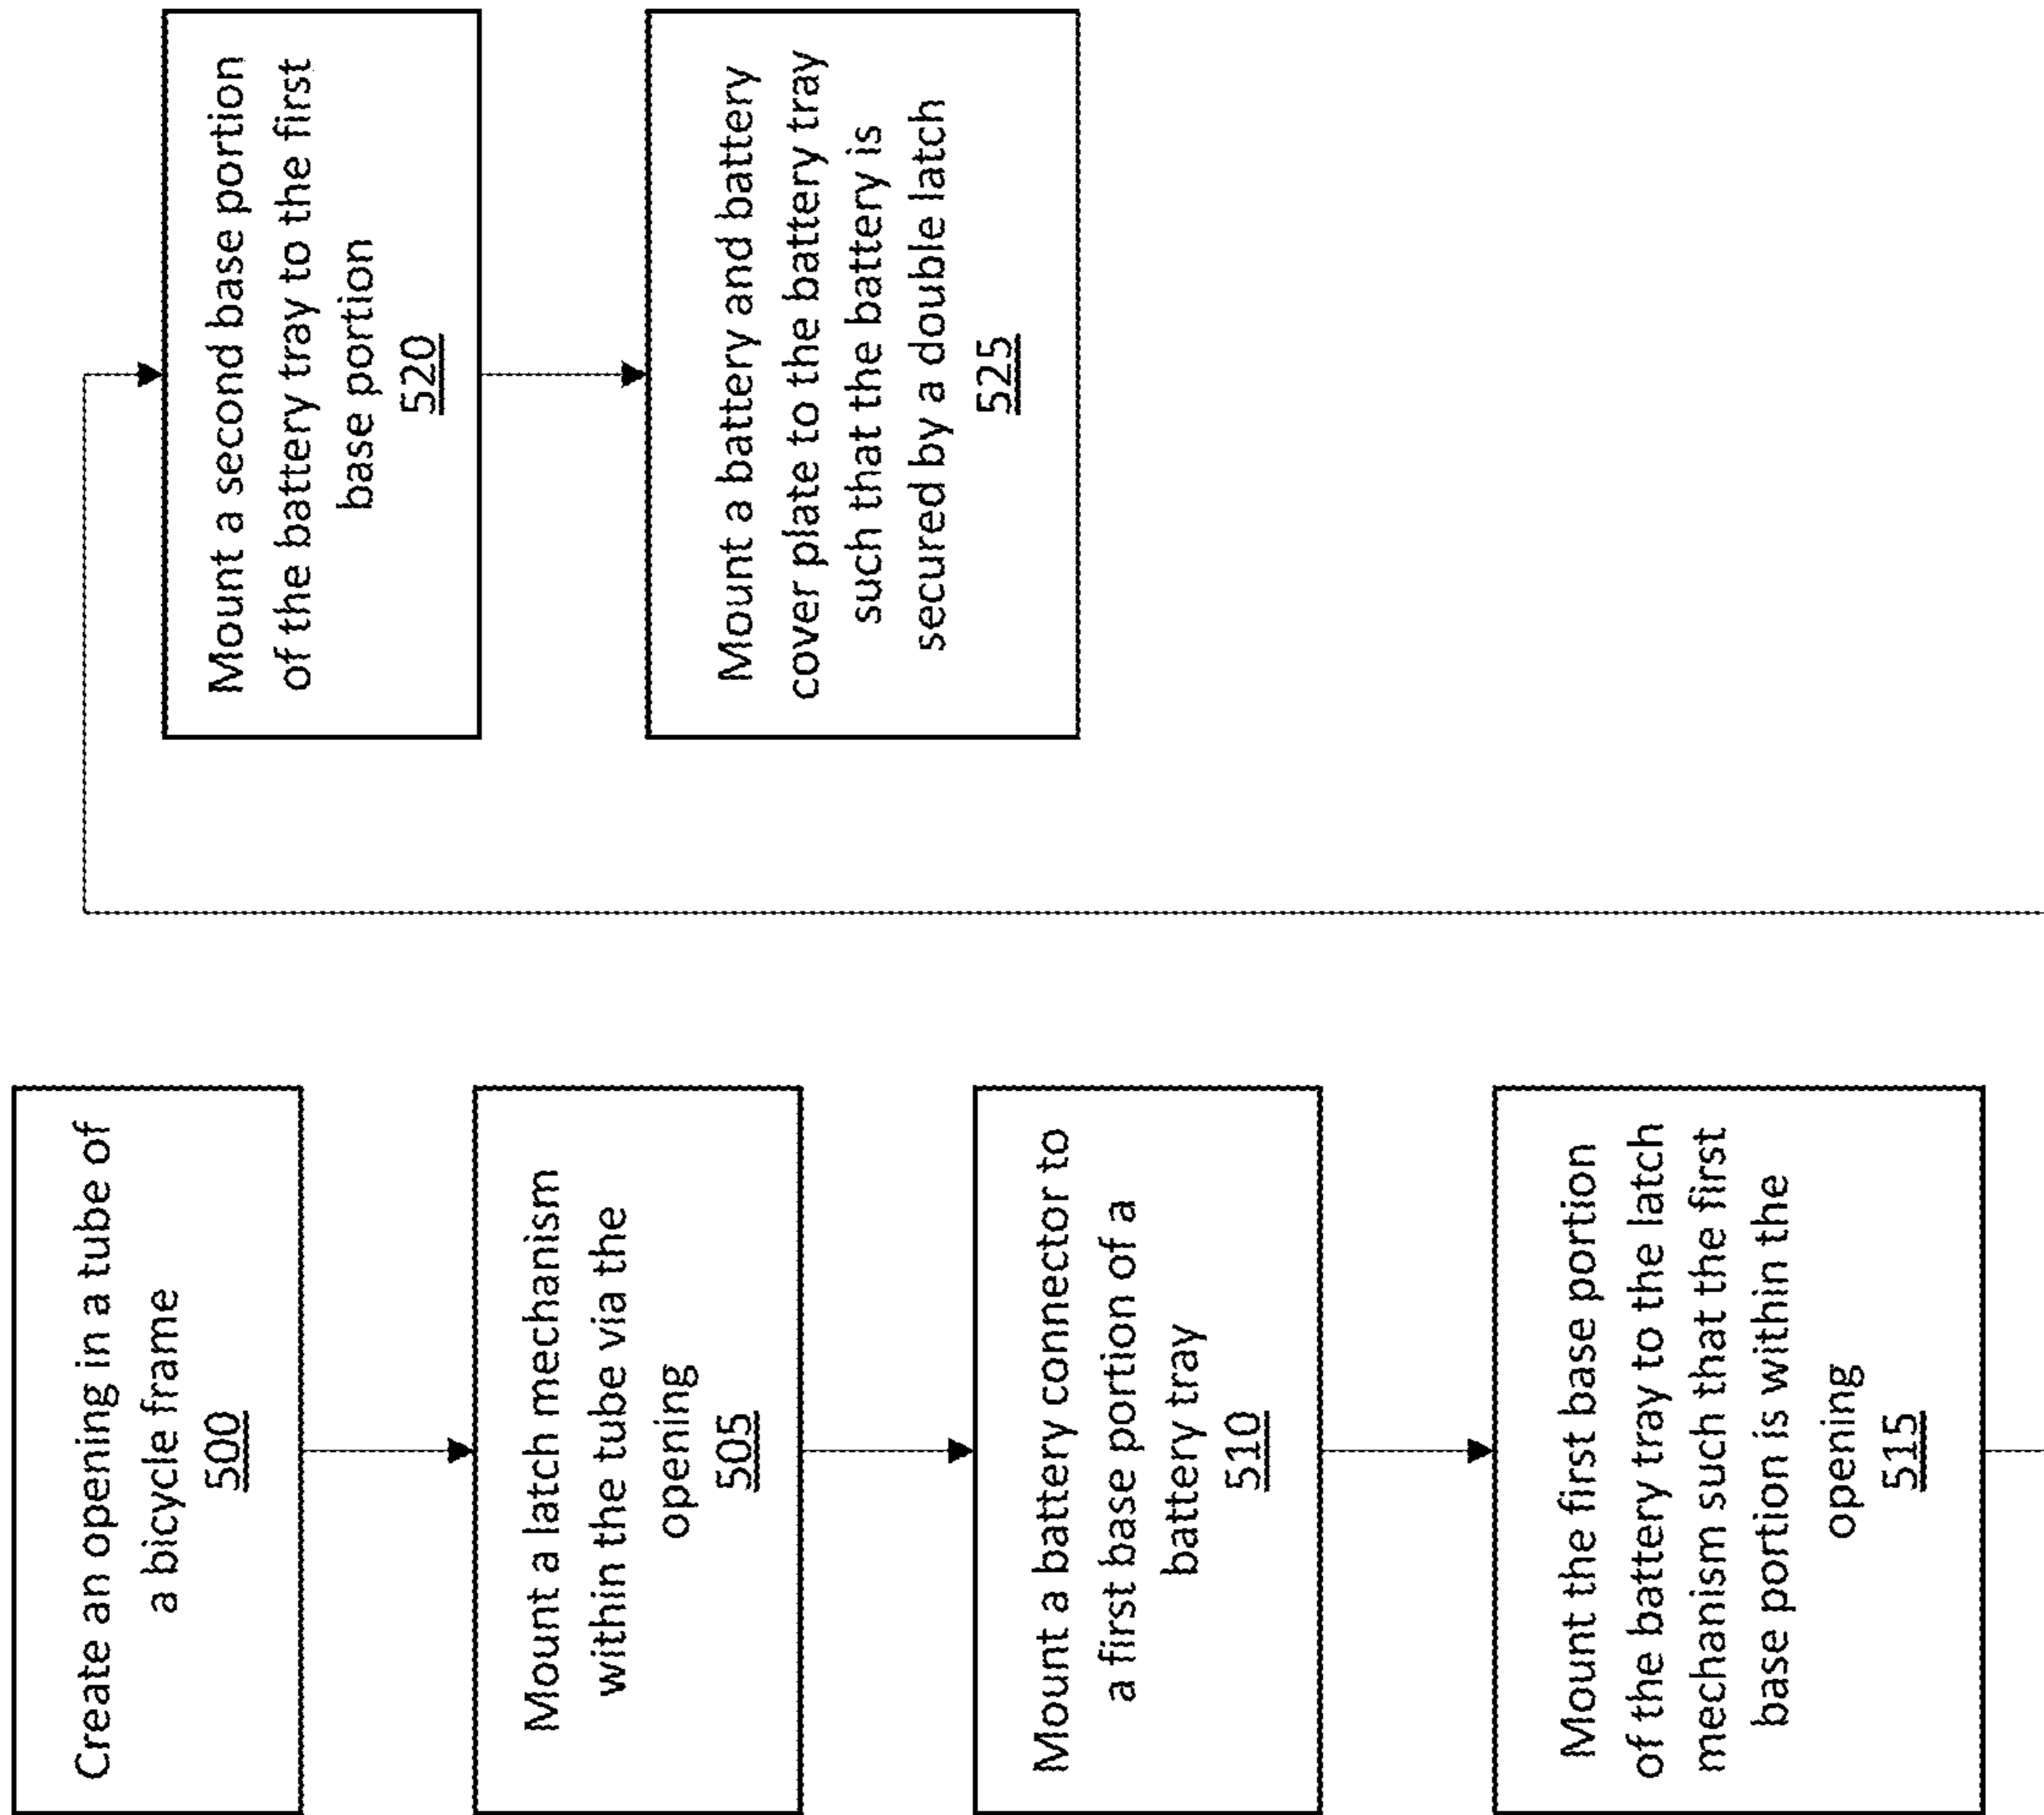 Create an opening in a tube of
a bicycle frame
500
Mount a latch mechanism
within the tube via the
opening
505
Mount a battery connector to
a first base portion of a
battery tray
510
Mount the first base portion
of the battery tray to the latch
mechanism such that the first
base portion is within the
opening
515
Mount a second base portion
of the battery tray to the first
base portion
520
Mount a battery and battery
cover plate to the battery tray
such that the battery is
secured by a double latch
525